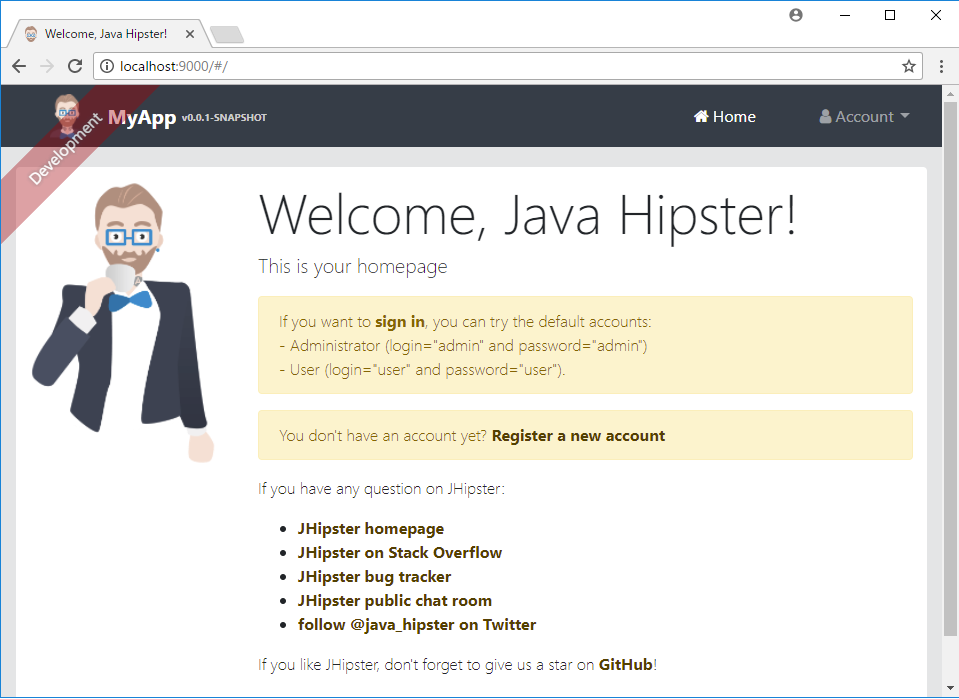 Welcome, Java Hipster!
localhost:9000/#/
Development
MyApp v0.0.1-SNAPSHOT
Home
Account
Welcome, Java Hipster!
This is your homepage
If you want to sign in, you can try the default accounts:
- Administrator (login="admin" and password="admin")
- User (login="user" and password="user").
You don't have an account yet? Register a new account
If you have any question on JHipster:
• JHipster homepage
• JHipster on Stack Overflow
• JHipster bug tracker
• JHipster public chat room
• follow @java_hipster on Twitter
If you like JHipster, don't forget to give us a star on GitHub!